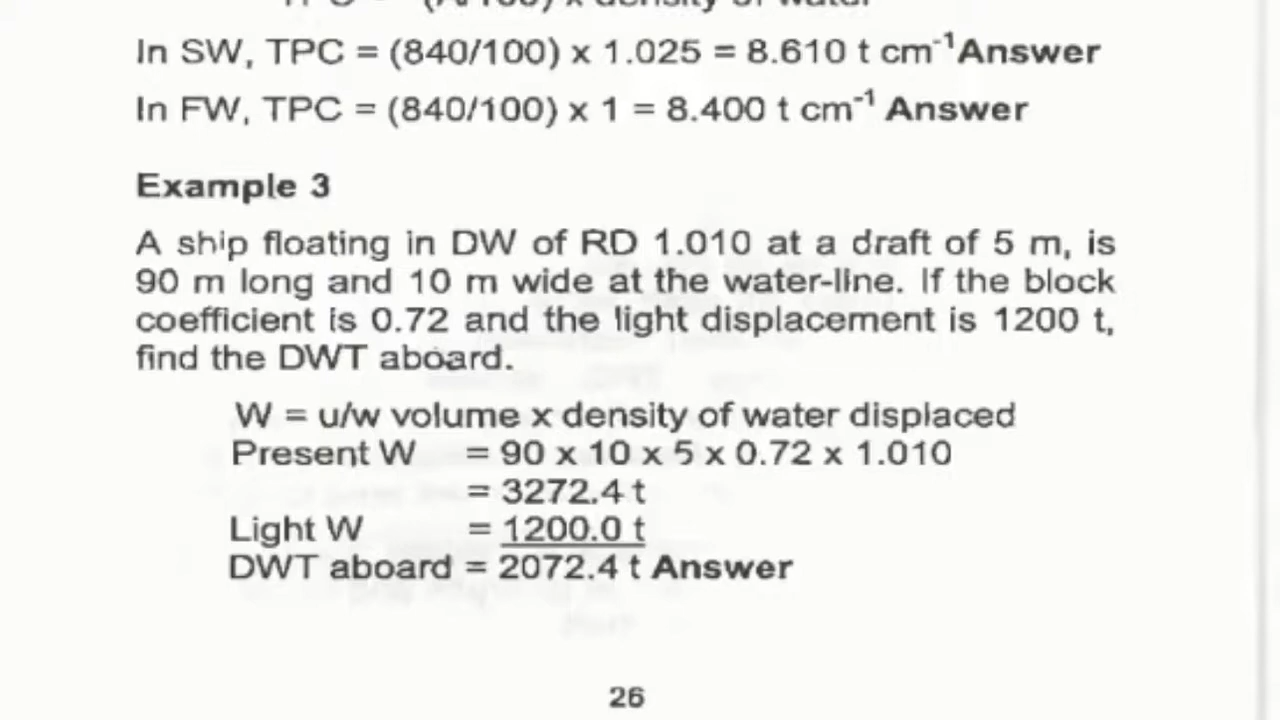 In SW, TPC = (840/100) x 1.025 = 8.610 t cm⁻¹Answer
In FW, TPC = (840/100) x 1 = 8.400 t cm⁻¹ Answer
Example 3
A ship floating in DW of RD 1.010 at a draft of 5 m, is
90 m long and 10 m wide at the water-line. If the block
coefficient is 0.72 and the light displacement is 1200 t,
find the DWT aboard.
W = u/w volume x density of water displaced
Present W = 90 x 10 x 5 x 0.72 x 1.010
= 3272.4 t
Light W = 1200.0 t
DWT aboard = 2072.4 t Answer
26